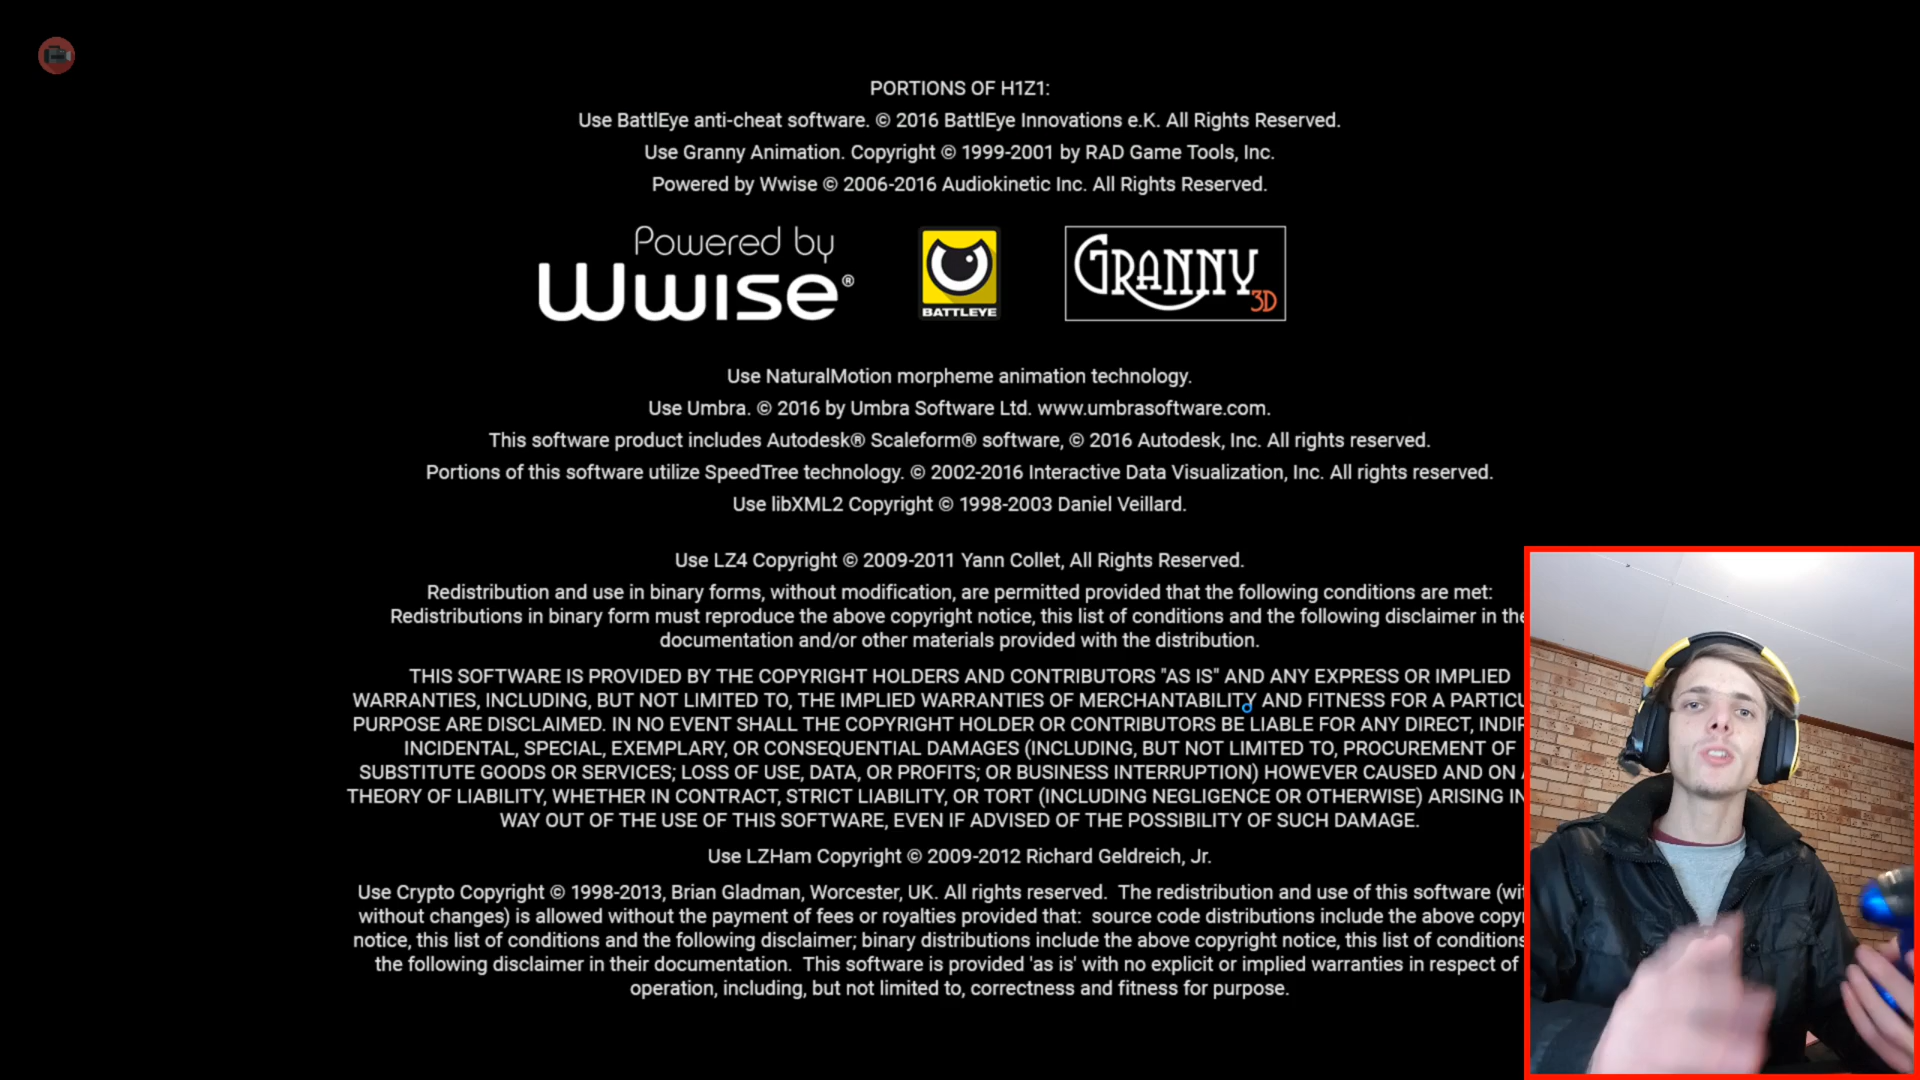 PORTIONS OF H1Z1:
Use BattlEye anti-cheat software. © 2016 BattlEye Innovations e.K. All Rights Reserved.
Use Granny Animation. Copyright © 1999-2001 by RAD Game Tools, Inc.
Powered by Wwise © 2006-2016 Audiokinetic Inc. All Rights Reserved.
Powered by
Wwise®
BATTLEYE
GRANNY
3D
Use NaturalMotion morpheme animation technology.
Use Umbra. © 2016 by Umbra Software Ltd. www.umbrasoftware.com.
This software product includes Autodesk® Scaleform® software, © 2016 Autodesk, Inc. All rights reserved.
Portions of this software utilize SpeedTree technology. © 2002-2016 Interactive Data Visualization, Inc. All rights reserved.
Use libXML2 Copyright © 1998-2003 Daniel Veillard.
Use LZ4 Copyright © 2009-2011 Yann Collet, All Rights Reserved.
Redistribution and use in binary forms, without modification, are permitted provided that the following conditions are met:
Redistributions in binary form must reproduce the above copyright notice, this list of conditions and the following disclaimer in the
documentation and/or other materials provided with the distribution.
THIS SOFTWARE IS PROVIDED BY THE COPYRIGHT HOLDERS AND CONTRIBUTORS "AS IS" AND ANY EXPRESS OR IMPLIED
WARRANTIES, INCLUDING, BUT NOT LIMITED TO, THE IMPLIED WARRANTIES OF MERCHANTABILITY AND FITNESS FOR A
PURPOSE ARE DISCLAIMED. IN NO EVENT SHALL THE COPYRIGHT HOLDER OR CONTRIBUTORS BE LIABLE FOR ANY DIRECT,
INCIDENTAL, SPECIAL, EXEMPLARY, OR CONSEQUENTIAL DAMAGES (INCLUDING, BUT NOT LIMITED TO, PROCUREMENT OF
SUBSTITUTE GOODS OR SERVICES; LOSS OF USE, DATA, OR PROFITS; OR BUSINESS INTERRUPTION) HOWEVER CAUSED AND ON
THEORY OF LIABILITY, WHETHER IN CONTRACT, STRICT LIABILITY, OR TORT (INCLUDING NEGLIGENCE OR OTHERWISE) ARISING IN
WAY OUT OF THE USE OF THIS SOFTWARE, EVEN IF ADVISED OF THE POSSIBILITY OF SUCH DAMAGE.
Use LZHam Copyright © 2009-2012 Richard Geldreich, Jr.
Use Crypto Copyright © 1998-2013, Brian Gladman, Worcester, UK. All rights reserved. The redistribution and use of this software
without changes) is allowed without the payment of fees or royalties provided that: source code distributions include the above
notice, this list of conditions and the following disclaimer; binary distributions include the above copyright notice, this list of conditions
the following disclaimer in their documentation. This software is provided 'as is' with no explicit or implied warranties in respect of
operation, including, but not limited to, correctness and fitness for purpose.